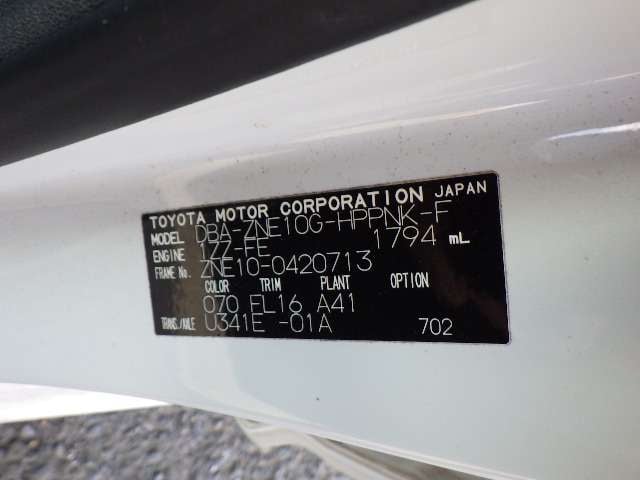 TOYOTA MOTOR CORPORATION JAPAN
MODEL DBA-ZNE10G-HPPNK-F
ENGINE 1ZZ-FE 1794 mL
FRAME No. ZNE10-0420713
COLOR TRIM PLANT OPTION
070 FL16 A41
TRANS./AXLE U341E -01A 702